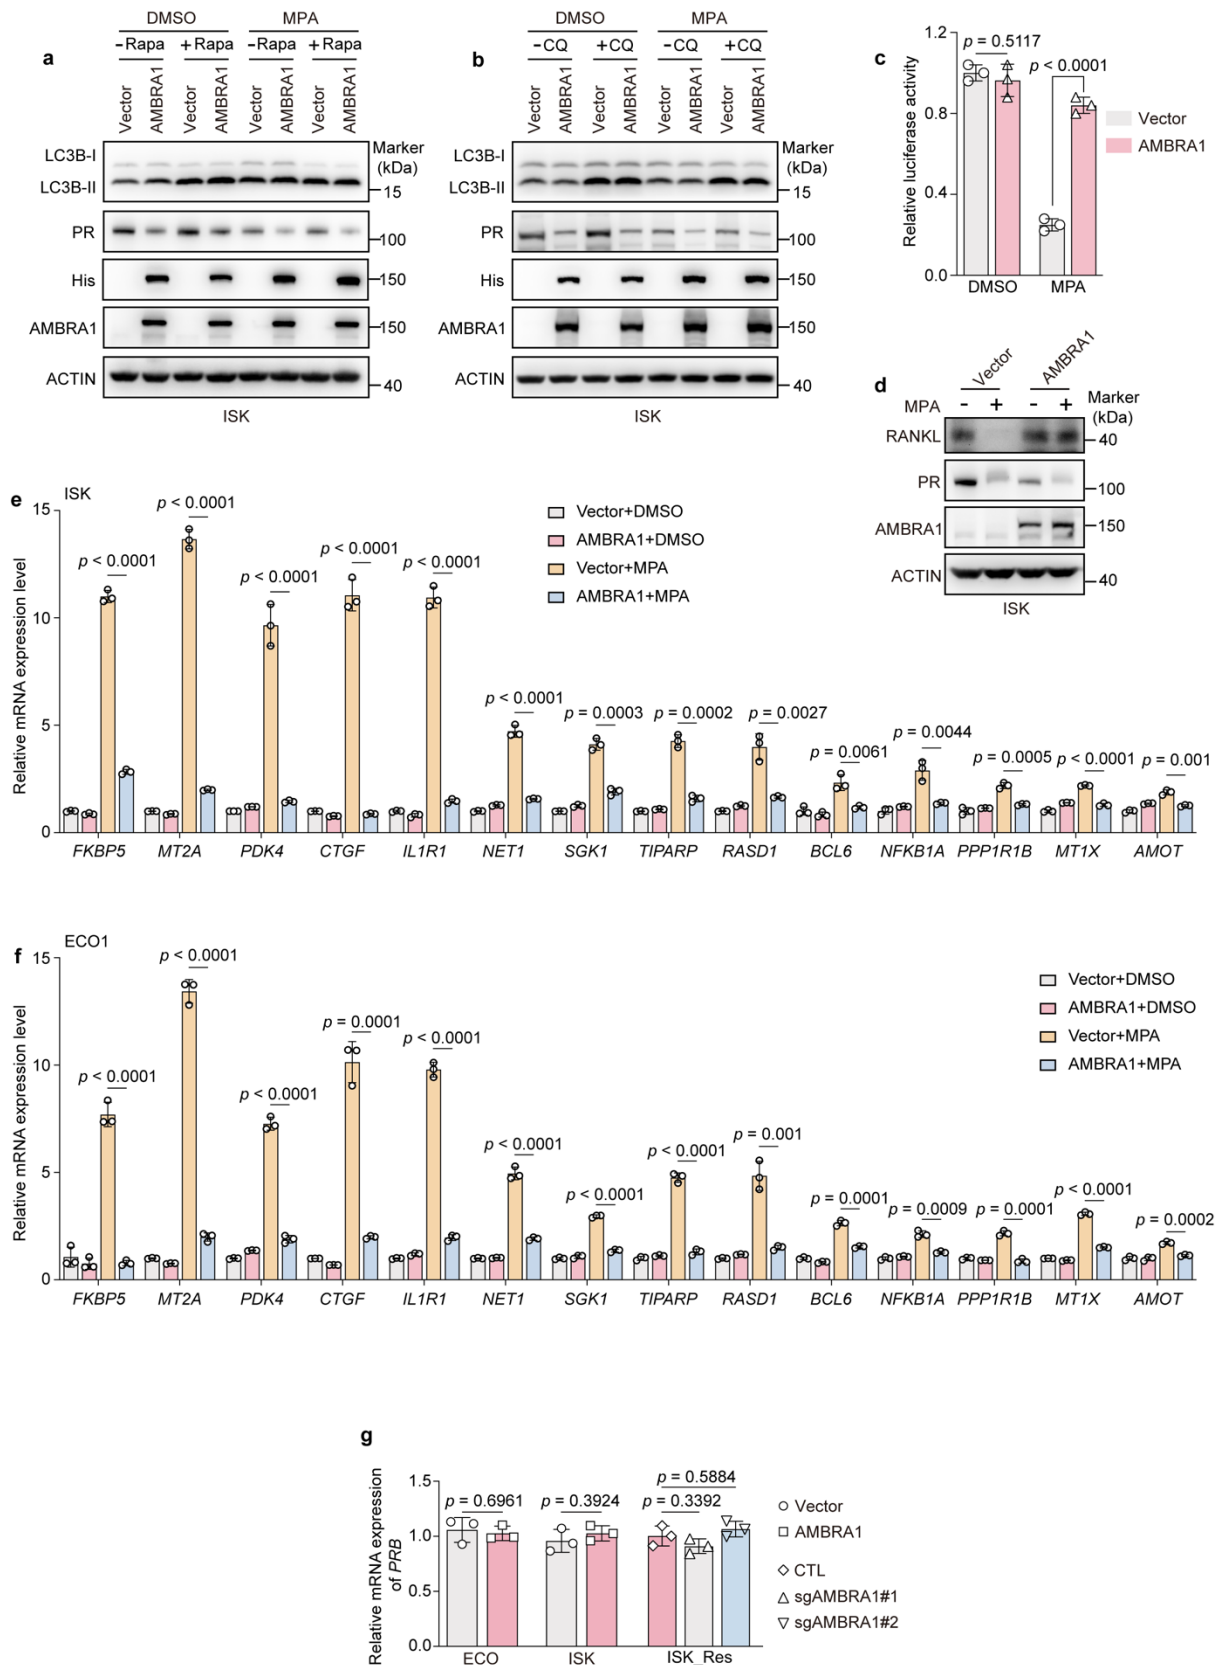 a
DMSO MPA
-Rapa +Rapa -Rapa +Rapa
Vector AMBRA1 Vector AMBRA1 Vector AMBRA1 Vector AMBRA1
Marker
(kDa)
LC3B-I
LC3B-II
15
PR
100
His
150
AMBRA1
150
ACTIN
40
ISK
b
DMSO MPA
-CQ +CQ -CQ +CQ
Vector AMBRA1 Vector AMBRA1 Vector AMBRA1 Vector AMBRA1
Marker
(kDa)
LC3B-I
LC3B-II
15
PR
100
His
150
AMBRA1
150
ACTIN
40
ISK
c
Relative luciferase activity
1.2
0.8
0.4
0.0
p = 0.5117
p < 0.0001
DMSO MPA
Vector
AMBRA1
d
Vector AMBRA1
MPA - + - +
Marker
(kDa)
RANKL
40
PR
100
AMBRA1
150
ACTIN
40
ISK
e
ISK
Relative mRNA expression level
15
10
5
0
p < 0.0001
p < 0.0001
p < 0.0001
p < 0.0001
p < 0.0001
p < 0.0001
p = 0.0003
p = 0.0002
p = 0.0027
p = 0.0061
p = 0.0044
p = 0.0005
p < 0.0001
p = 0.001
Vector+DMSO
AMBRA1+DMSO
Vector+MPA
AMBRA1+MPA
FKBP5 MT2A PDK4 CTGF IL1R1 NET1 SGK1 TIPARP RASD1 BCL6 NFKB1A PPP1R1B MT1X AMOT
f
ECO1
Relative mRNA expression level
15
10
5
0
p < 0.0001
p < 0.0001
p < 0.0001
p = 0.0001
p < 0.0001
p < 0.0001
p < 0.0001
p < 0.0001
p = 0.001
p = 0.0001
p = 0.0009
p = 0.0001
p < 0.0001
p = 0.0002
Vector+DMSO
AMBRA1+DMSO
Vector+MPA
AMBRA1+MPA
FKBP5 MT2A PDK4 CTGF IL1R1 NET1 SGK1 TIPARP RASD1 BCL6 NFKB1A PPP1R1B MT1X AMOT
g
Relative mRNA expression
of PRB
1.5
1.0
0.5
0.0
p = 0.6961
p = 0.3924
p = 0.5884
p = 0.3392
ECO ISK ISK_Res
Vector
AMBRA1
CTL
sgAMBRA1#1
sgAMBRA1#2